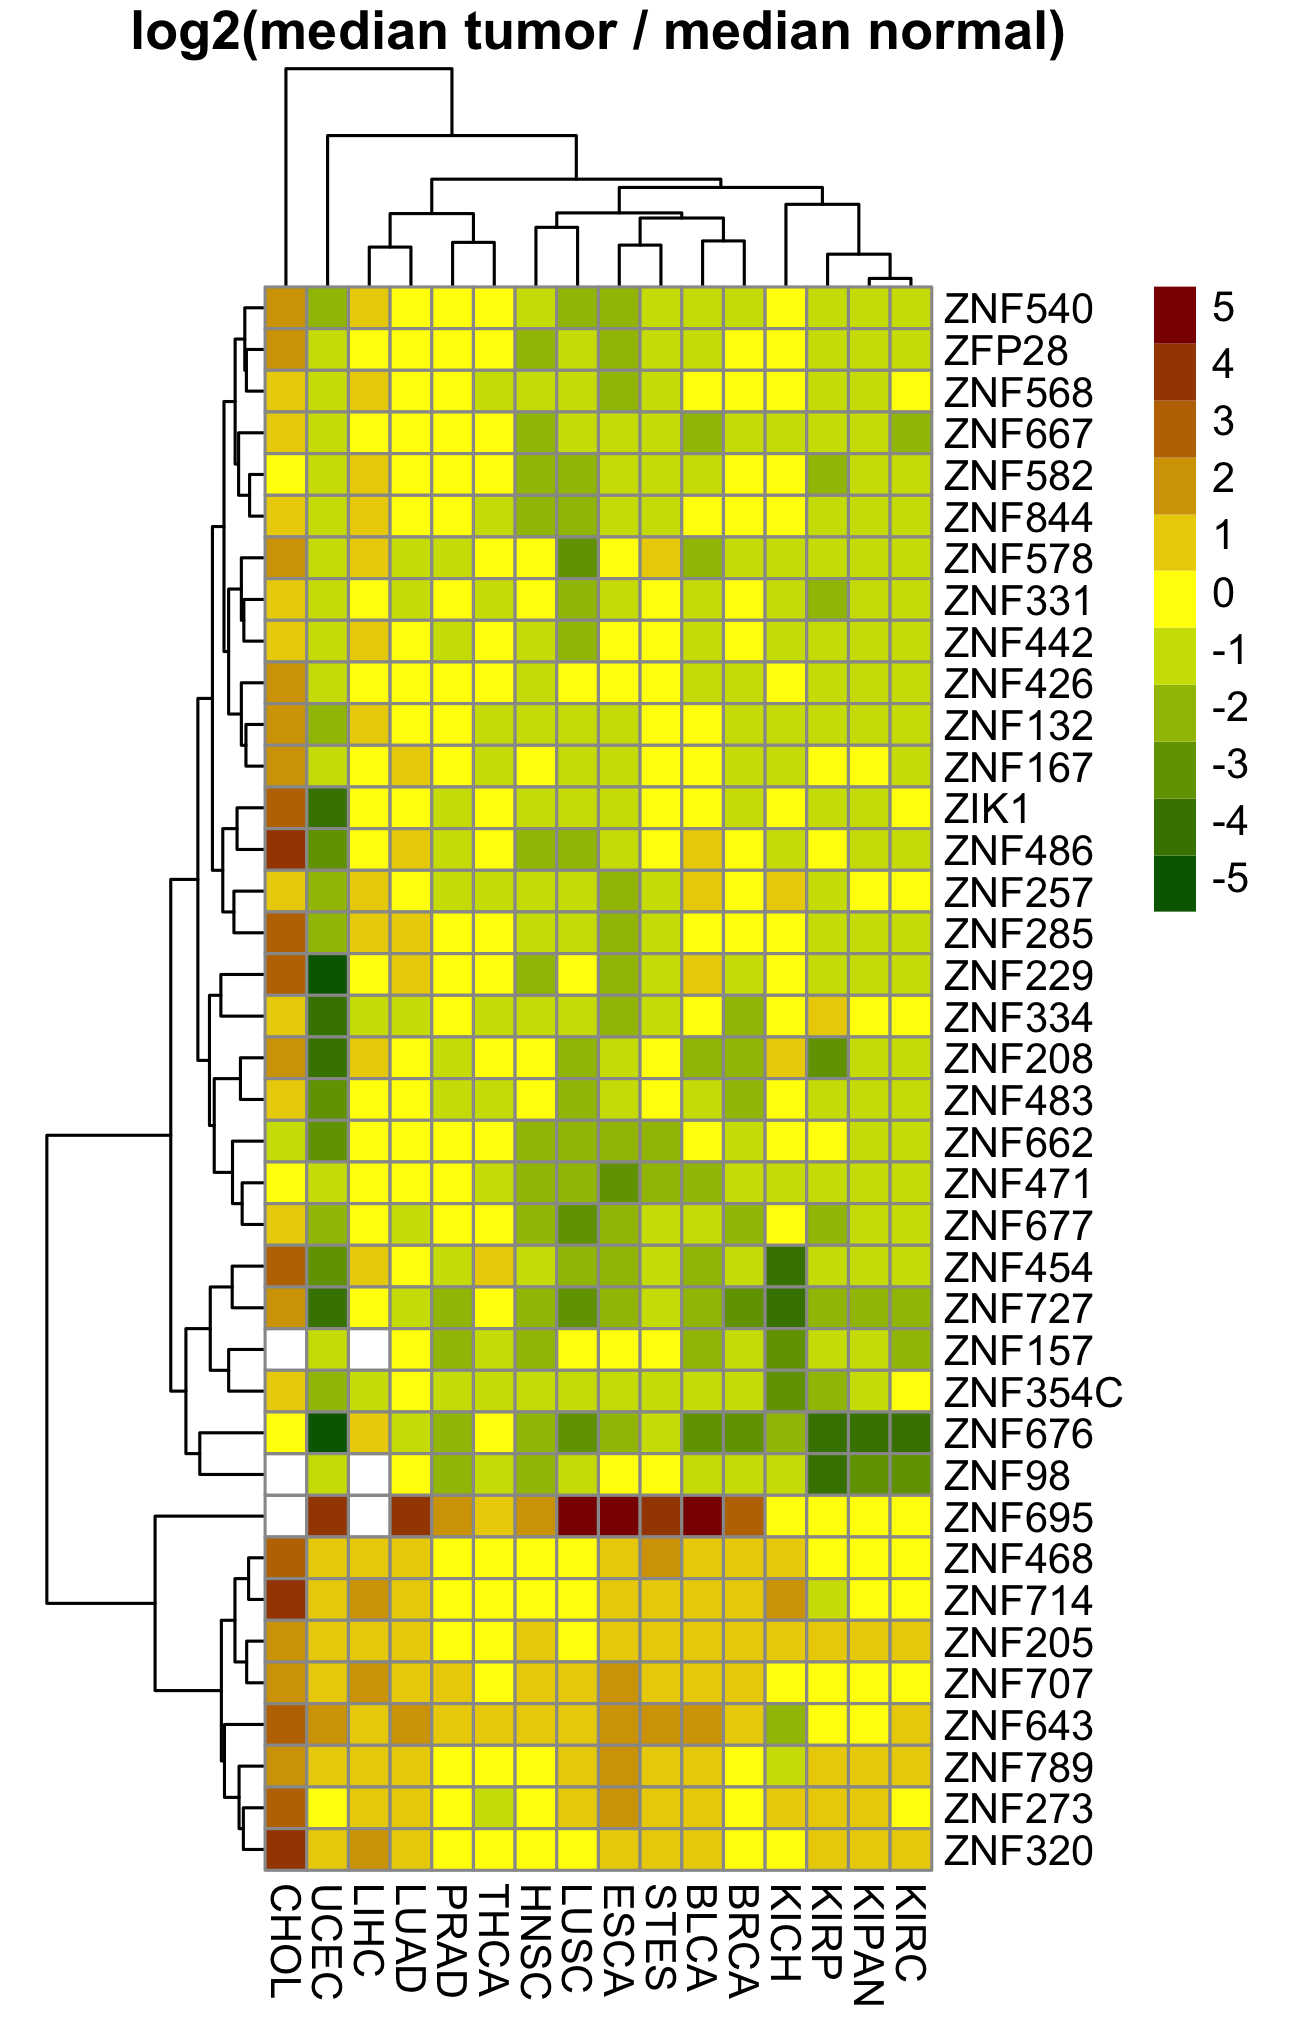 log2(median tumor / median normal)
ZNF540
ZFP28
ZNF568
ZNF667
ZNF582
ZNF844
ZNF578
ZNF331
ZNF442
ZNF426
ZNF132
ZNF167
ZIK1
ZNF486
ZNF257
ZNF285
ZNF229
ZNF334
ZNF208
ZNF483
ZNF662
ZNF471
ZNF677
ZNF454
ZNF727
ZNF157
ZNF354C
ZNF676
ZNF98
ZNF695
ZNF468
ZNF714
ZNF205
ZNF707
ZNF643
ZNF789
ZNF273
ZNF320
5
4
3
2
1
0
-1
-2
-3
-4
-5
CHOL
UCEC
LIHC
LUAD
PRAD
THCA
HNSC
LUSC
ESCA
STES
BLCA
BRCA
KICH
KIRP
KIPAN
KIRC